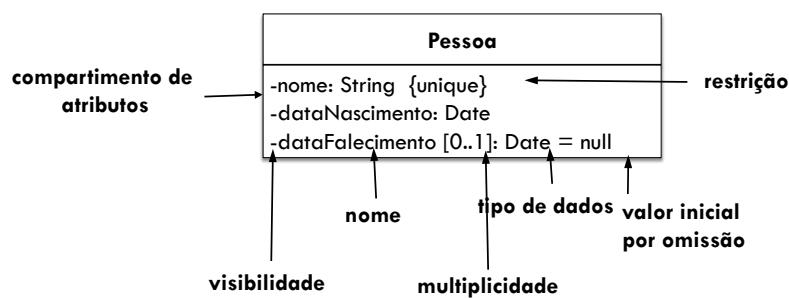 Pessoa
compartimento de
atributos
-nome: String {unique}
restrição
-dataNascimento: Date
-dataFalecimento [0..1]: Date = null
nome
tipo de dados
valor inicial
por omissão
visibilidade
multiplicidade